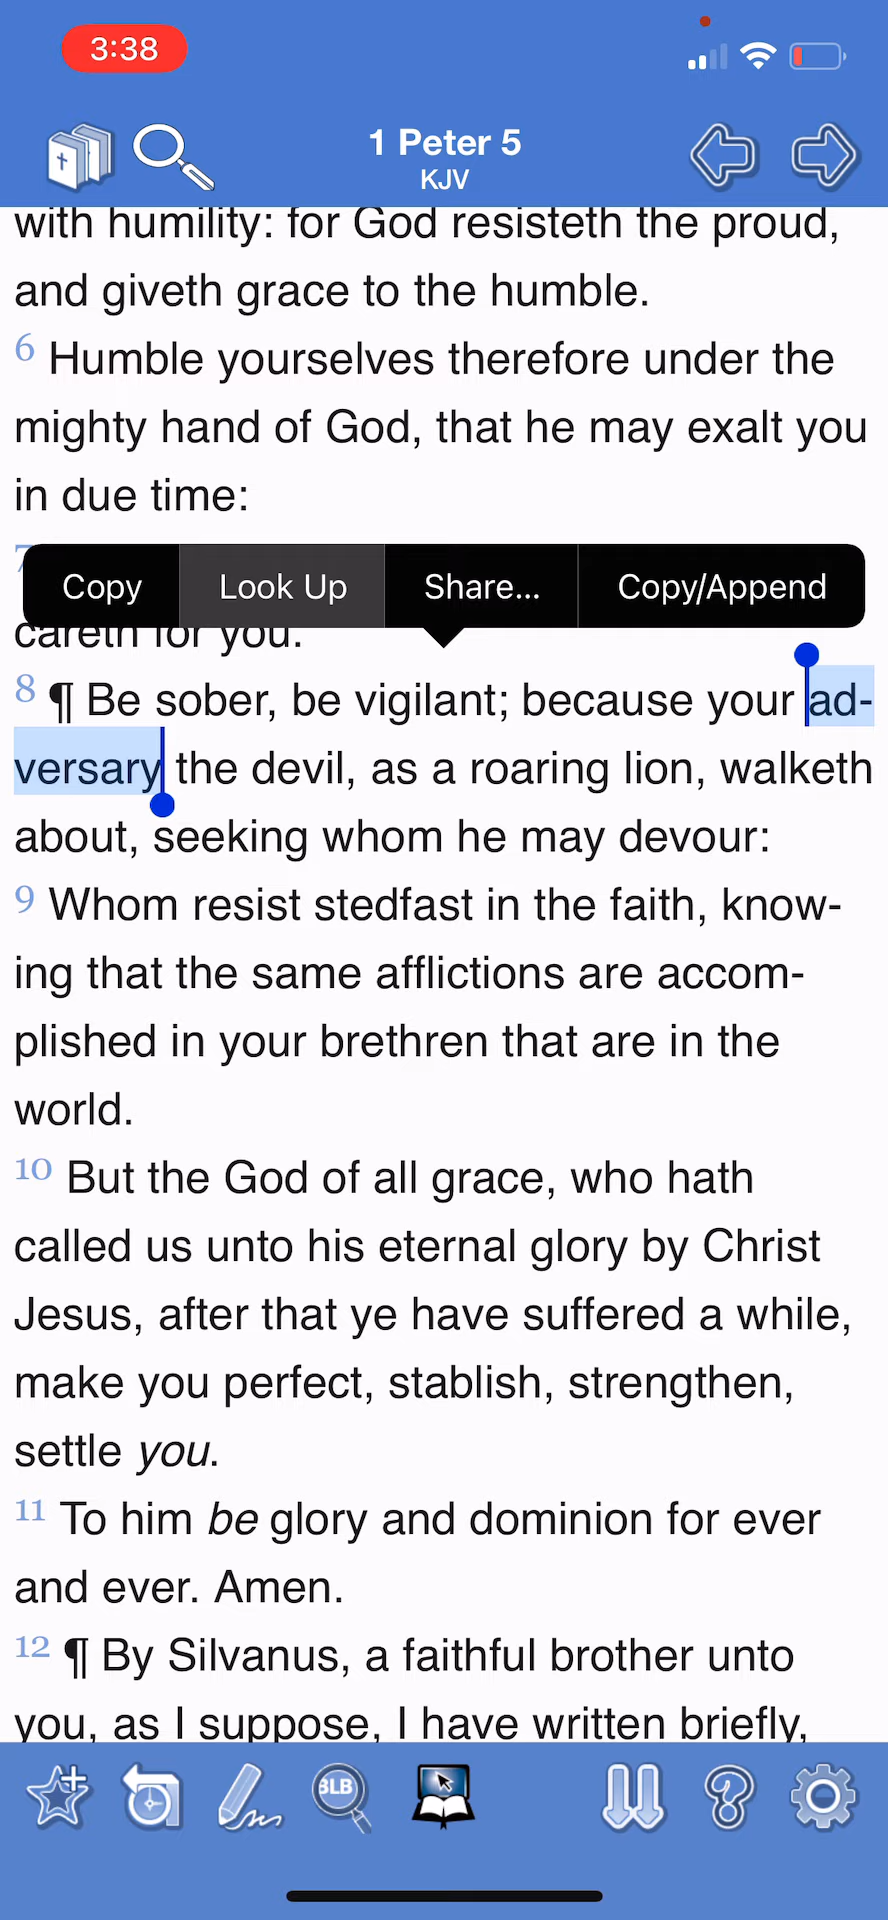 3:38
1 Peter 5
KJV
with humility: for God resisteth the proud,
and giveth grace to the humble.
6 Humble yourselves therefore under the
mighty hand of God, that he may exalt you
in due time:
7
Copy Look Up Share... Copy/Append
careth for you.
8 ¶ Be sober, be vigilant; because your ad-
versary the devil, as a roaring lion, walketh
about, seeking whom he may devour:
9 Whom resist stedfast in the faith, know-
ing that the same afflictions are accom-
plished in your brethren that are in the
world.
10 But the God of all grace, who hath
called us unto his eternal glory by Christ
Jesus, after that ye have suffered a while,
make you perfect, stablish, strengthen,
settle you.
11 To him be glory and dominion for ever
and ever. Amen.
12 ¶ By Silvanus, a faithful brother unto
you, as I suppose, I have written briefly,
BLB